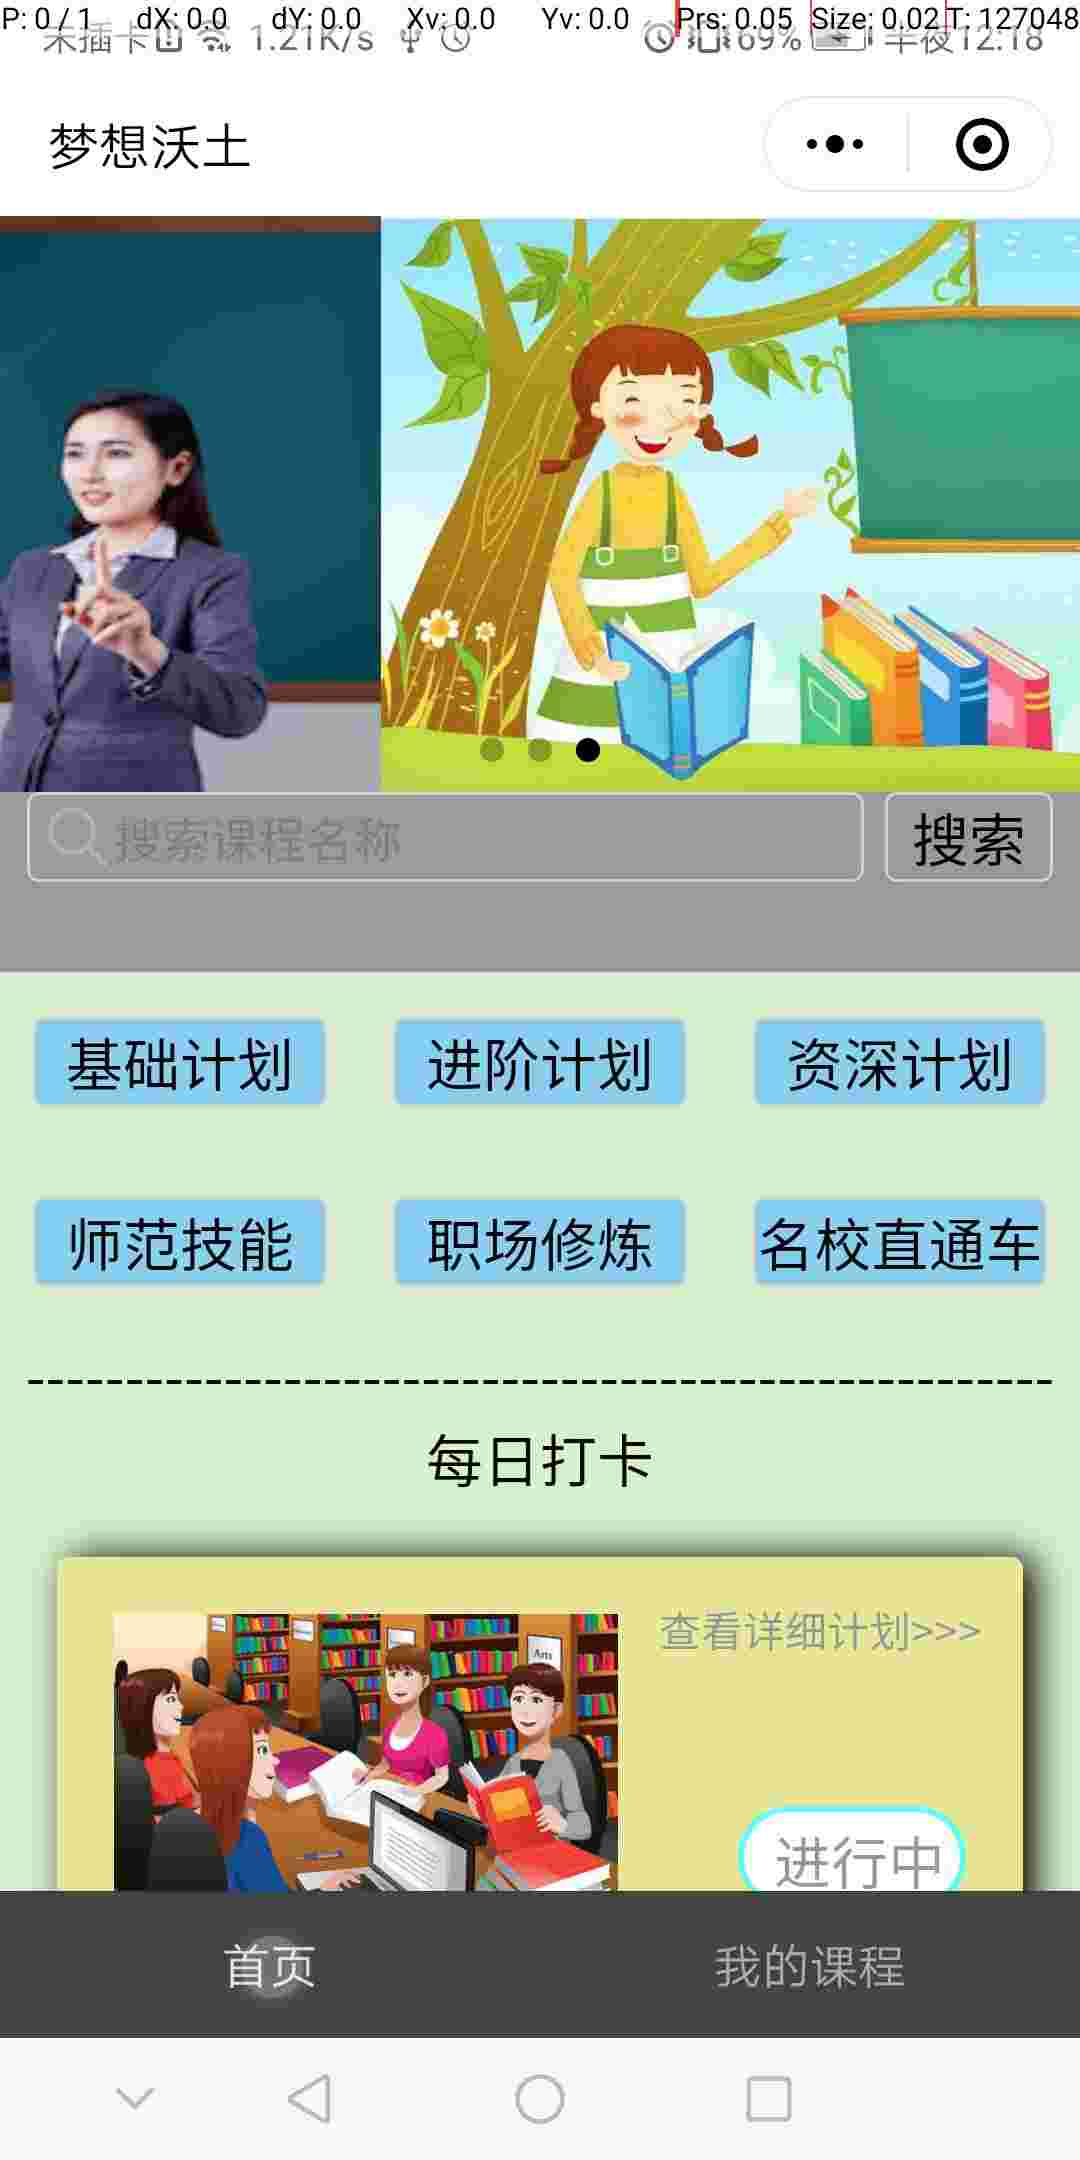 P: 0 / 1 dX: 0.0 dY: 0.0 Xv: 0.0 Yv: 0.0 Prs: 0.05 Size: 0.02 T: 127048
未插卡 1.21K/s 69% 半夜12:18
梦想沃土
搜索课程名称 搜索
基础计划 进阶计划 资深计划
师范技能 职场修炼 名校直通车
每日打卡
查看详细计划>>>
Arts
进行中
首页 我的课程